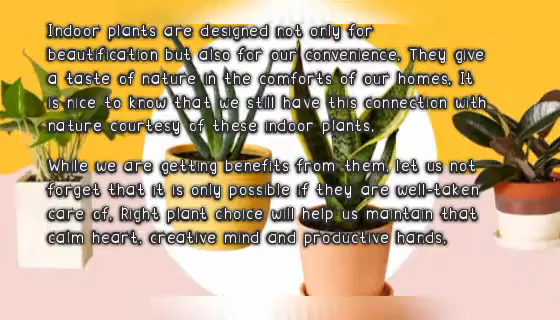 Indoor plants are designed not only for
beautification but also for our convenience. They give
a taste of nature in the comforts of our homes. It
is nice to know that we still have this connection with
nature courtesy of these indoor plants.
While we are getting benefits from them, let us not
forget that it is only possible if they are well-taken
care of. Right plant choice will help us maintain that
calm heart, creative mind and productive hands.